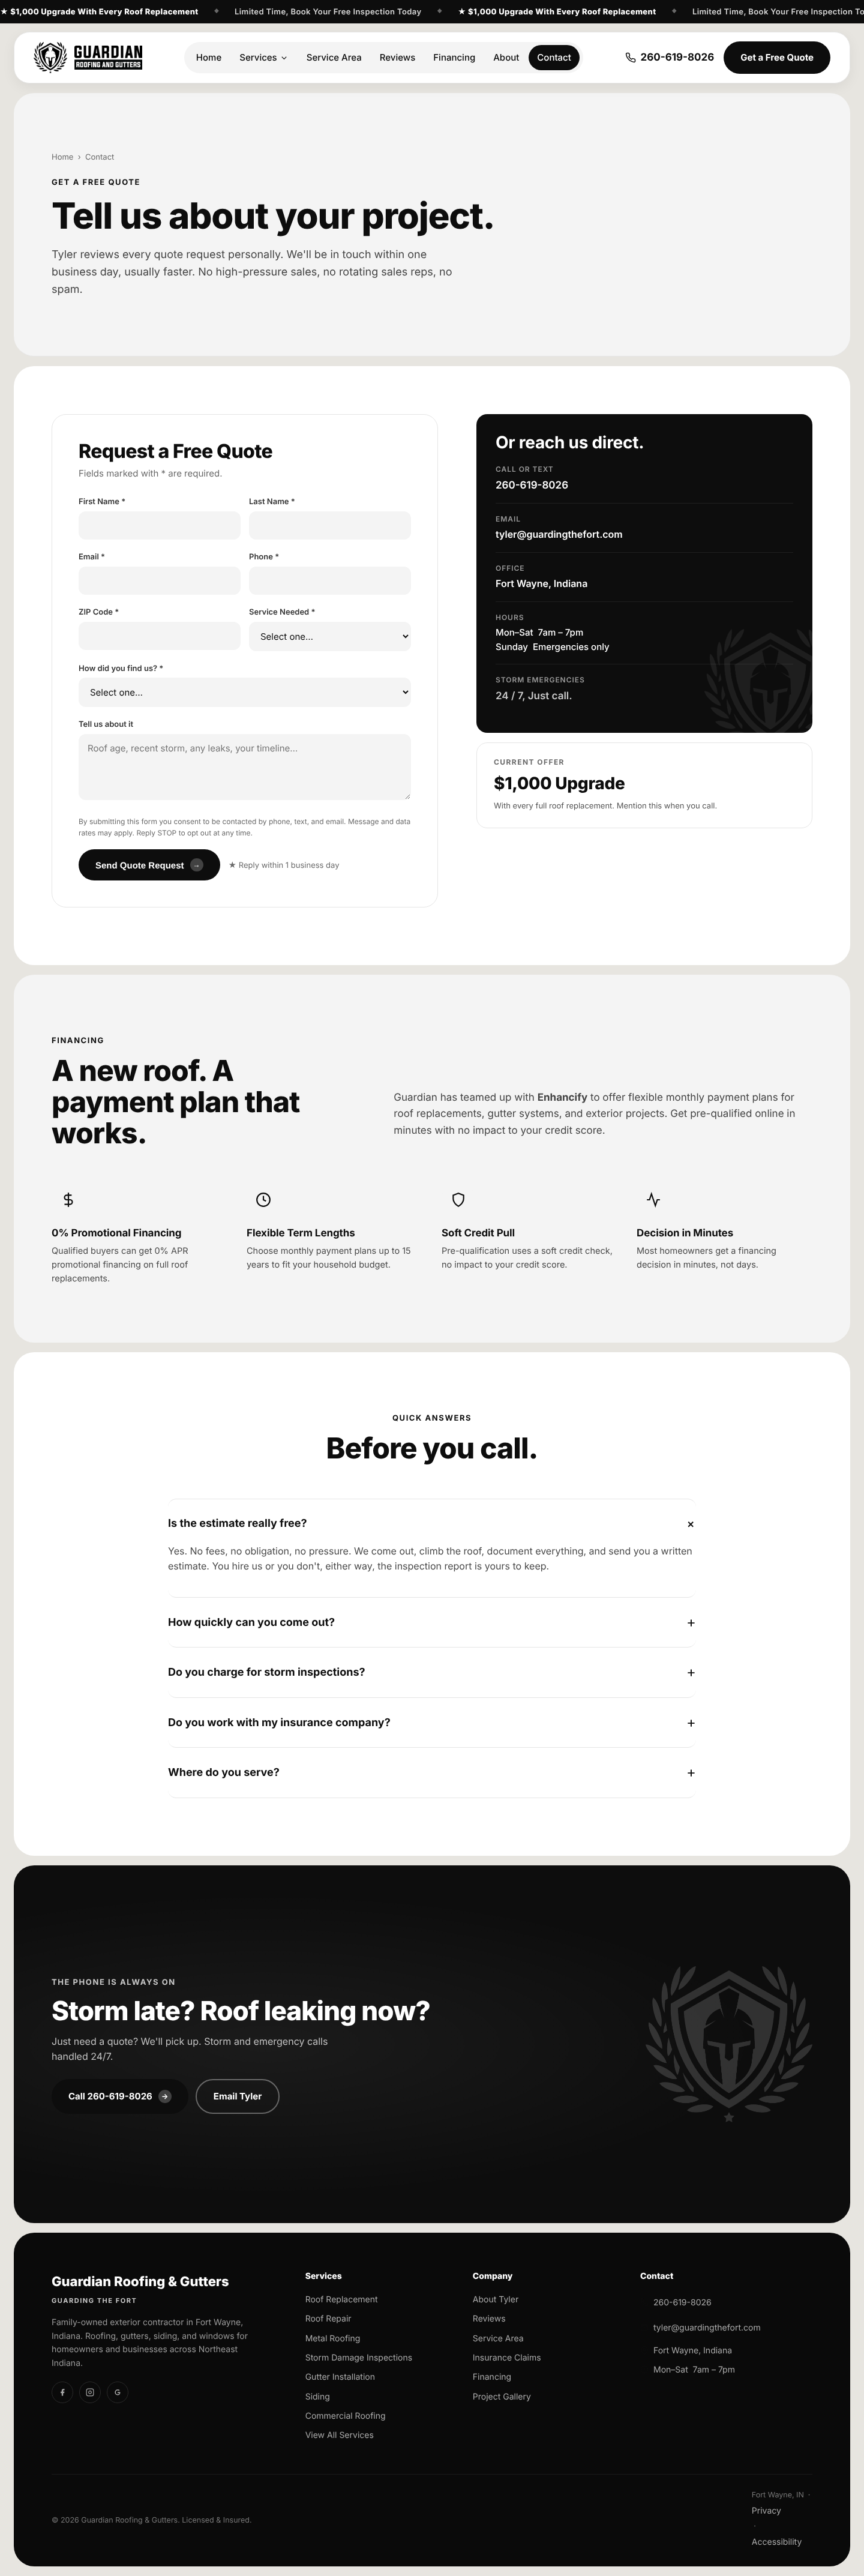 ★ $1,000 Upgrade With Every Roof Replacement ◆ Limited Time, Book Your Free Inspection Today ◆ ★ $1,000 Upgrade With Every Roof Replacement ◆ Limited Time, Book Your Free Inspection To
GUARDIAN
ROOFING AND GUTTERS
Home Services Service Area Reviews Financing About Contact
260-619-8026
Get a Free Quote
Home › Contact
GET A FREE QUOTE
Tell us about your project.
Tyler reviews every quote request personally. We'll be in touch within one
business day, usually faster. No high-pressure sales, no rotating sales reps, no
spam.
Request a Free Quote
Fields marked with * are required.
First Name * Last Name *
Email * Phone *
ZIP Code * Service Needed *
Select one...
How did you find us? *
Select one...
Tell us about it
Roof age, recent storm, any leaks, your timeline...
By submitting this form you consent to be contacted by phone, text, and email. Message and data
rates may apply. Reply STOP to opt out at any time.
Send Quote Request →
★ Reply within 1 business day
Or reach us direct.
CALL OR TEXT
260-619-8026
EMAIL
tyler@guardingthefort.com
OFFICE
Fort Wayne, Indiana
HOURS
Mon–Sat 7am – 7pm
Sunday Emergencies only
STORM EMERGENCIES
24 / 7, Just call.
CURRENT OFFER
$1,000 Upgrade
With every full roof replacement. Mention this when you call.
FINANCING
A new roof. A
payment plan that
works.
Guardian has teamed up with Enhancify to offer flexible monthly payment plans for
roof replacements, gutter systems, and exterior projects. Get pre-qualified online in
minutes with no impact to your credit score.
0% Promotional Financing
Qualified buyers can get 0% APR
promotional financing on full roof
replacements.
Flexible Term Lengths
Choose monthly payment plans up to 15
years to fit your household budget.
Soft Credit Pull
Pre-qualification uses a soft credit check,
no impact to your credit score.
Decision in Minutes
Most homeowners get a financing
decision in minutes, not days.
QUICK ANSWERS
Before you call.
Is the estimate really free? ×
Yes. No fees, no obligation, no pressure. We come out, climb the roof, document everything, and send you a written
estimate. You hire us or you don't, either way, the inspection report is yours to keep.
How quickly can you come out? +
Do you charge for storm inspections? +
Do you work with my insurance company? +
Where do you serve? +
THE PHONE IS ALWAYS ON
Storm late? Roof leaking now?
Just need a quote? We'll pick up. Storm and emergency calls
handled 24/7.
Call 260-619-8026 →
Email Tyler
Guardian Roofing & Gutters
GUARDING THE FORT
Family-owned exterior contractor in Fort Wayne,
Indiana. Roofing, gutters, siding, and windows for
homeowners and businesses across Northeast
Indiana.
f G
Services
Roof Replacement
Roof Repair
Metal Roofing
Storm Damage Inspections
Gutter Installation
Siding
Commercial Roofing
View All Services
Company
About Tyler
Reviews
Service Area
Insurance Claims
Financing
Project Gallery
Contact
260-619-8026
tyler@guardingthefort.com
Fort Wayne, Indiana
Mon–Sat 7am – 7pm
© 2026 Guardian Roofing & Gutters. Licensed & Insured.
Fort Wayne, IN ·
Privacy
·
Accessibility